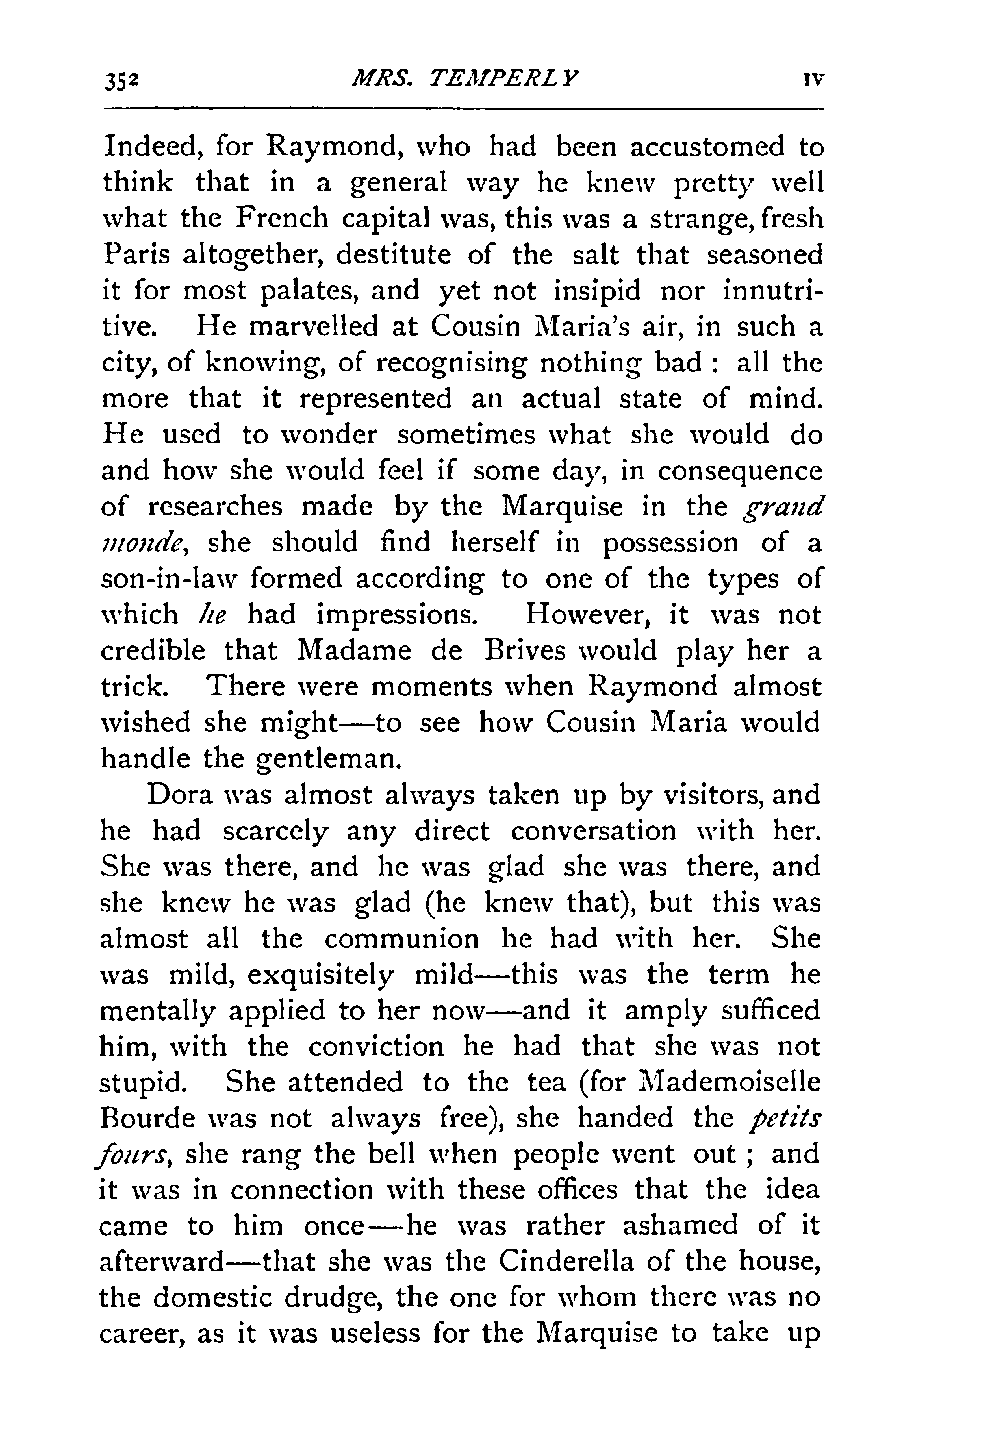 352 MRS. TEMPERLY IV
Indeed, for Raymond, who had been accustomed to
think that in a general way he knew pretty well
what the French capital was, this was a strange, fresh
Paris altogether, destitute of the salt that seasoned
it for most palates, and yet not insipid nor innutri-
tive. He marvelled at Cousin Maria's air, in such a
city, of knowing, of recognising nothing bad : all the
more that it represented an actual state of mind.
He used to wonder sometimes what she would do
and how she would feel if some day, in consequence
of researches made by the Marquise in the grand
monde, she should find herself in possession of a
son-in-law formed according to one of the types of
which he had impressions. However, it was not
credible that Madame de Brives would play her a
trick. There were moments when Raymond almost
wished she might—to see how Cousin Maria would
handle the gentleman.
Dora was almost always taken up by visitors, and
he had scarcely any direct conversation with her.
She was there, and he was glad she was there, and
she knew he was glad (he knew that), but this was
almost all the communion he had with her. She
was mild, exquisitely mild—this was the term he
mentally applied to her now—and it amply sufficed
him, with the conviction he had that she was not
stupid. She attended to the tea (for Mademoiselle
Bourde was not always free), she handed the petits
fours, she rang the bell when people went out ; and
it was in connection with these offices that the idea
came to him once—he was rather ashamed of it
afterward—that she was the Cinderella of the house,
the domestic drudge, the one for whom there was no
career, as it was useless for the Marquise to take up